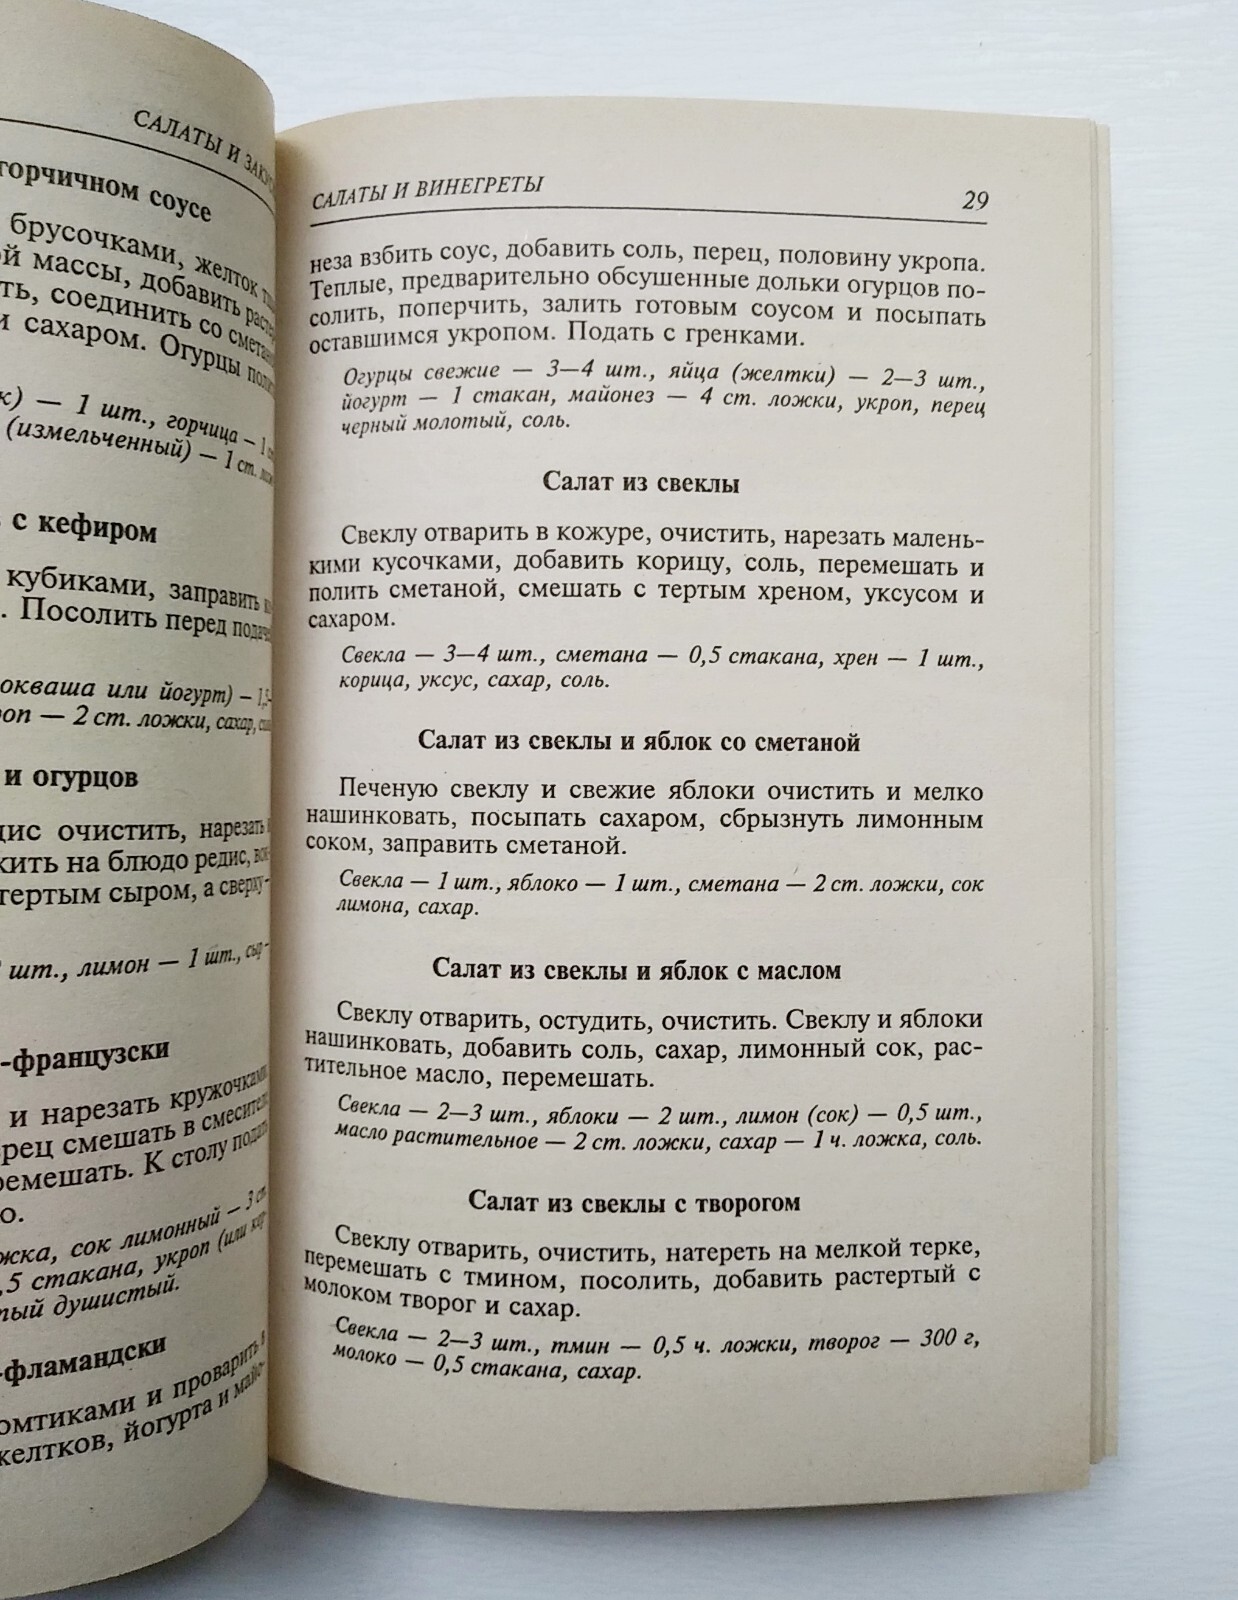 САЛАТЫ И
горчичном соусе
брусочками, желток
массы, добавить
соединить со
и сахаром. Огурцы
— 1 шт., горчица — 1
(измельченный) — 1 ст.
с кефиром
кубиками, заправить
Посолить перед
или йогурт) —
— 2 ст. ложки, сахар,
и огурцов
очистить, нарезать
на блюдо редис,
тертым сыром, а сверху-
шт., лимон — 1 шт., сыр —
-французски
и нарезать кружочками
смешать в
К столу подать
сок лимонный — 3 ст.
стакана, укроп (или
душистый.
-фламандски
и проварить в
желтков, йогурта и майо-
САЛАТЫ И ВИНЕГРЕТЫ 29
неза взбить соус, добавить соль, перец, половину укропа.
Теплые, предварительно обсушенные дольки огурцов по-
солить, поперчить, залить готовым соусом и посыпать
оставшимся укропом. Подать с гренками.
Огурцы свежие — 3—4 шт., яйца (желтки) — 2—3 шт.,
йогурт — 1 стакан, майонез — 4 ст. ложки, укроп, перец
черный молотый, соль.
Салат из свеклы
Свеклу отварить в кожуре, очистить, нарезать малень-
кими кусочками, добавить корицу, соль, перемешать и
полить сметаной, смешать с тертым хреном, уксусом и
сахаром.
Свекла — 3—4 шт., сметана — 0,5 стакана, хрен — 1 шт.,
корица, уксус, сахар, соль.
Салат из свеклы и яблок со сметаной
Печеную свеклу и свежие яблоки очистить и мелко
нашинковать, посыпать сахаром, сбрызнуть лимонным
соком, заправить сметаной.
Свекла — 1 шт., яблоко — 1 шт., сметана — 2 ст. ложки, сок
лимона, сахар.
Салат из свеклы и яблок с маслом
Свеклу отварить, остудить, очистить. Свеклу и яблоки
нашинковать, добавить соль, сахар, лимонный сок, рас-
тительное масло, перемешать.
Свекла — 2—3 шт., яблоки — 2 шт., лимон (сок) — 0,5 шт.,
масло растительное — 2 ст. ложки, сахар — 1 ч. ложка, соль.
Салат из свеклы с творогом
Свеклу отварить, очистить, натереть на мелкой терке,
перемешать с тмином, посолить, добавить растертый с
молоком творог и сахар.
Свекла — 2—3 шт., тмин — 0,5 ч. ложки, творог — 300 г,
молоко — 0,5 стакана, сахар.